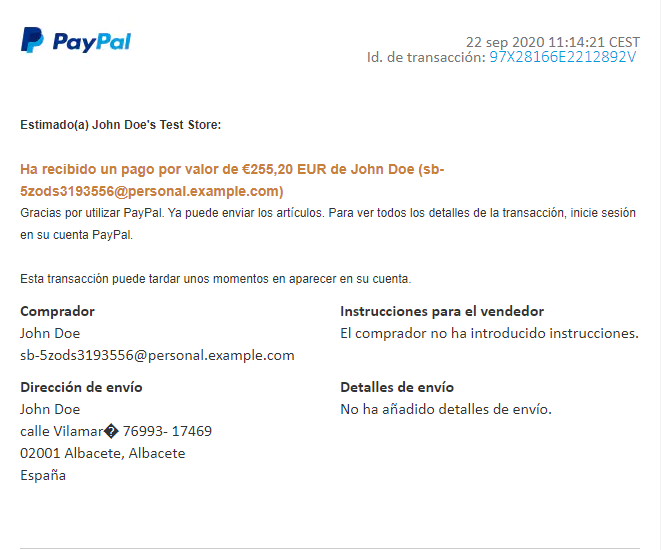 PayPal
22 sep 2020 11:14:21 CEST
Id. de transacción: 97X28166E2212892V
Estimado(a) John Doe's Test Store:
Ha recibido un pago por valor de €255,20 EUR de John Doe (sb-
5zods3193556@personal.example.com)
Gracias por utilizar PayPal. Ya puede enviar los artículos. Para ver todos los detalles de la transacción, inicie sesión
en su cuenta PayPal.
Esta transacción puede tardar unos momentos en aparecer en su cuenta.
Comprador
John Doe
sb-5zods3193556@personal.example.com
Instrucciones para el vendedor
El comprador no ha introducido instrucciones.
Dirección de envío
John Doe
calle Vilamar� 76993- 17469
02001 Albacete, Albacete
España
Detalles de envío
No ha añadido detalles de envío.